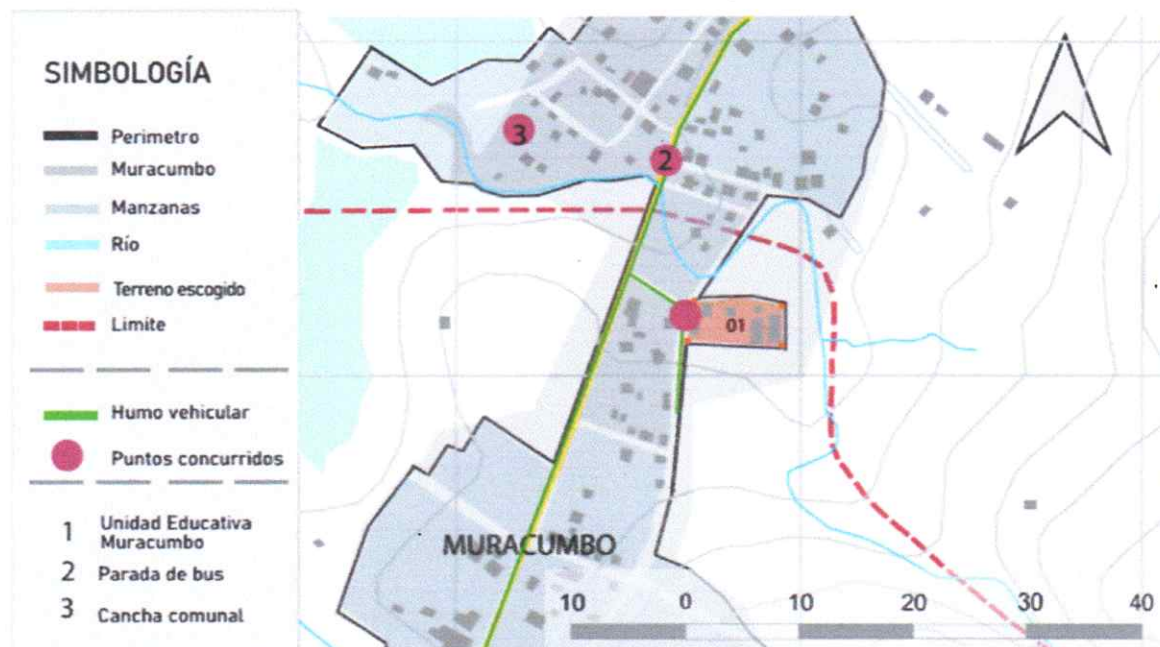 SIMBOLOGÍA
Perimetro
Muracumbo
Manzanas
Río
Terreno escogido
Limite
Humo vehicular
Puntos concurridos
1 Unidad Educativa
Muracumbo
2 Parada de bus
3 Cancha comunal
3
2
01
MURACUMBO
10 0 10 20 30 40